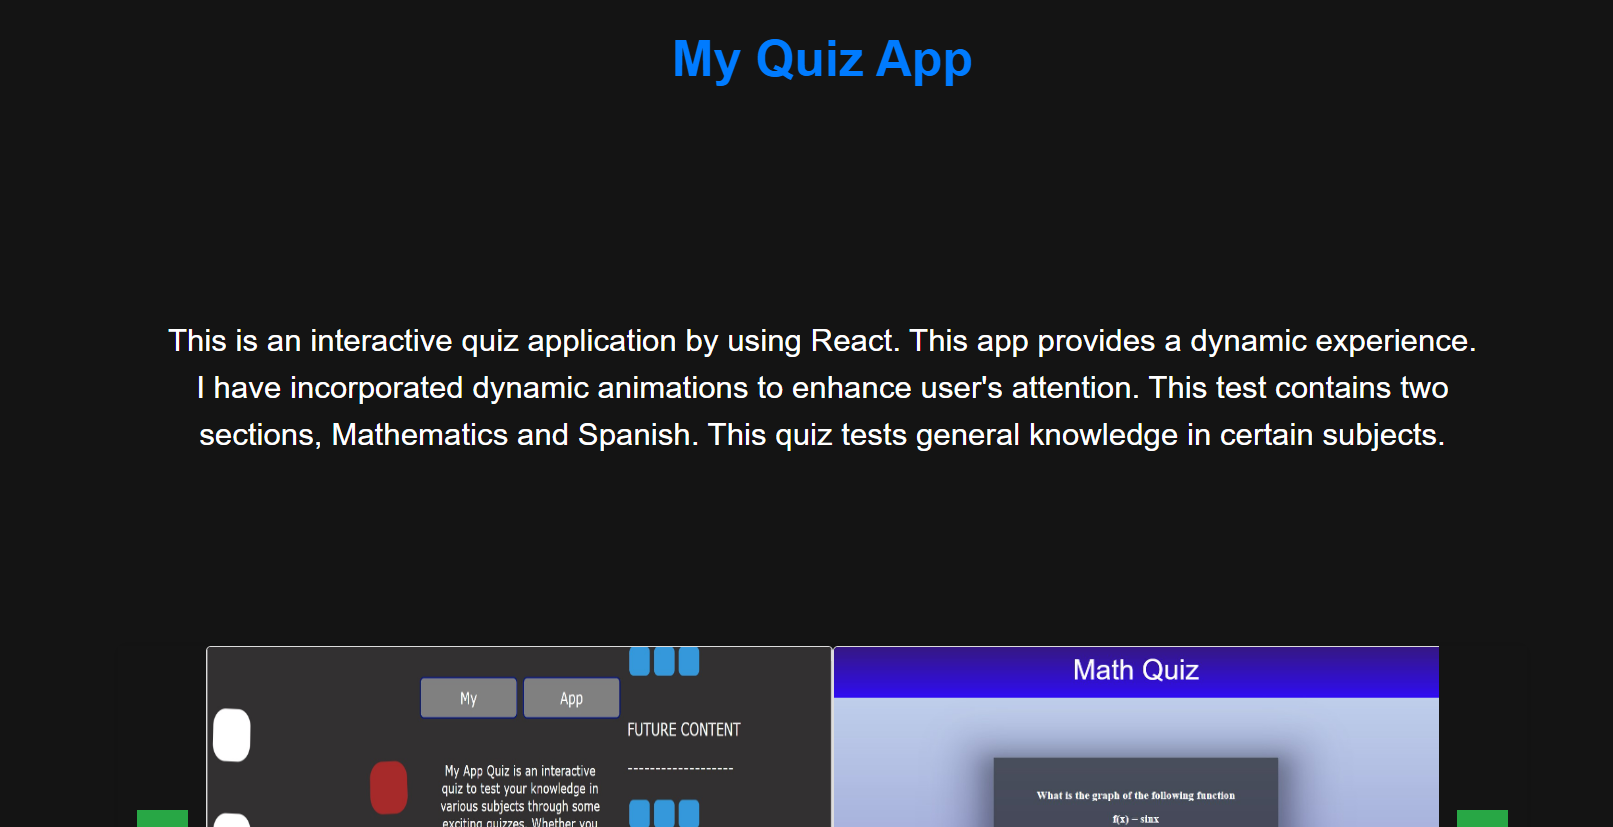 My Quiz App
This is an interactive quiz application by using React. This app provides a dynamic experience.
I have incorporated dynamic animations to enhance user's attention. This test contains two
sections, Mathematics and Spanish. This quiz tests general knowledge in certain subjects.
My
App
FUTURE CONTENT
-------------------
My App Quiz is an interactive
quiz to test your knowledge in
various subjects through some
exciting quizzes. Whether you
Math Quiz
What is the graph of the following function
f(x) = sinx